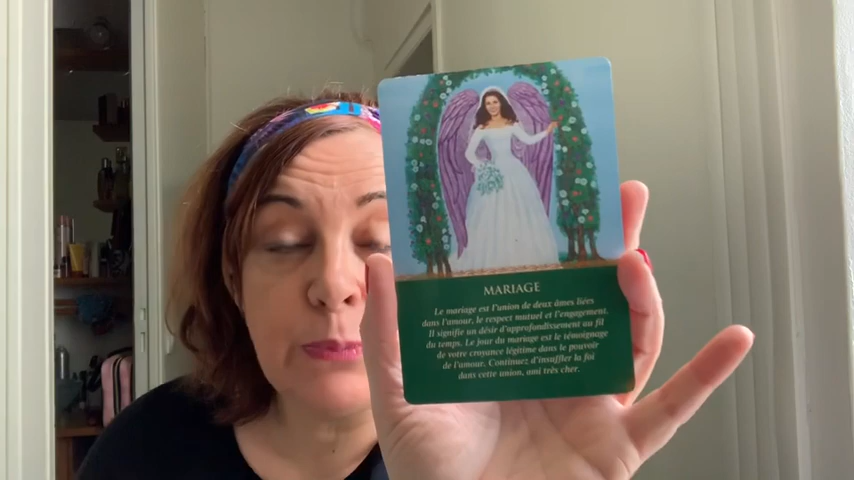 MARIAGE
Le mariage est l'union de deux âmes liées
dans l'amour, le respect mutuel et l'engagement.
Il signifie un désir d'approfondissement au fil
du temps. Le jour du mariage est le témoignage
de votre croyance légitime dans le pouvoir
de l'amour. Continuez d'insuffler la foi
dans cette union, ami très cher.